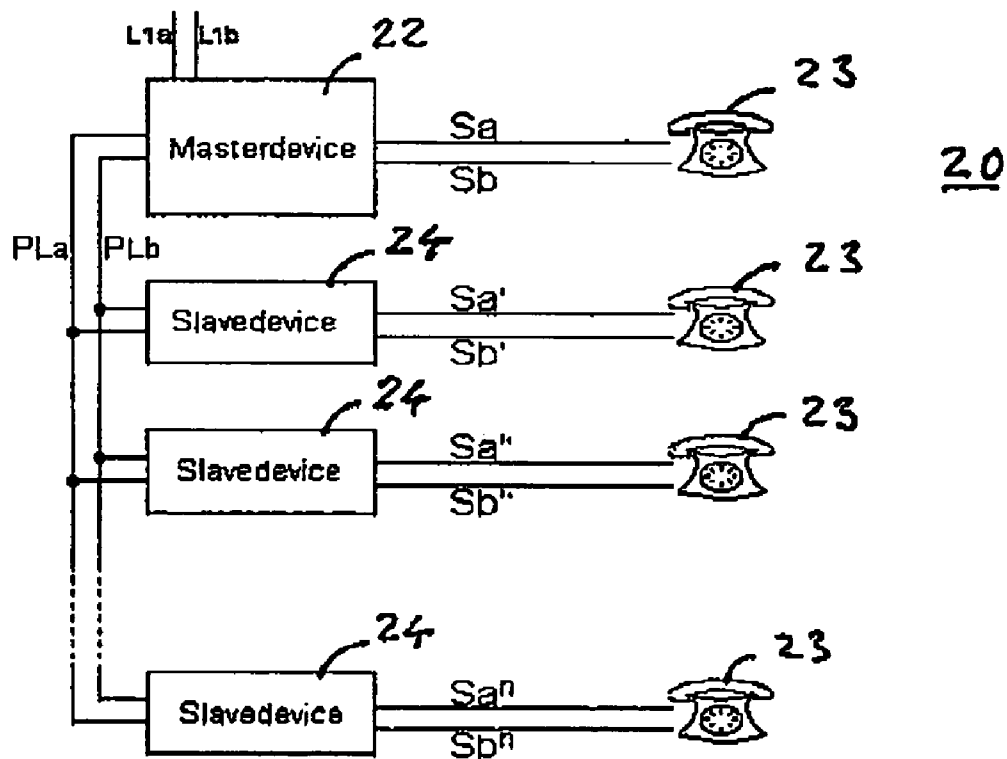 L1a L1b
22
23
Sa
Masterdevice
Sb
20
PLa PLb
24
23
Sa'
Slavedevice
Sb'
24
23
Sa"
Slavedevice
Sb"
24
23
Saⁿ
Slavedevice
Sbⁿ